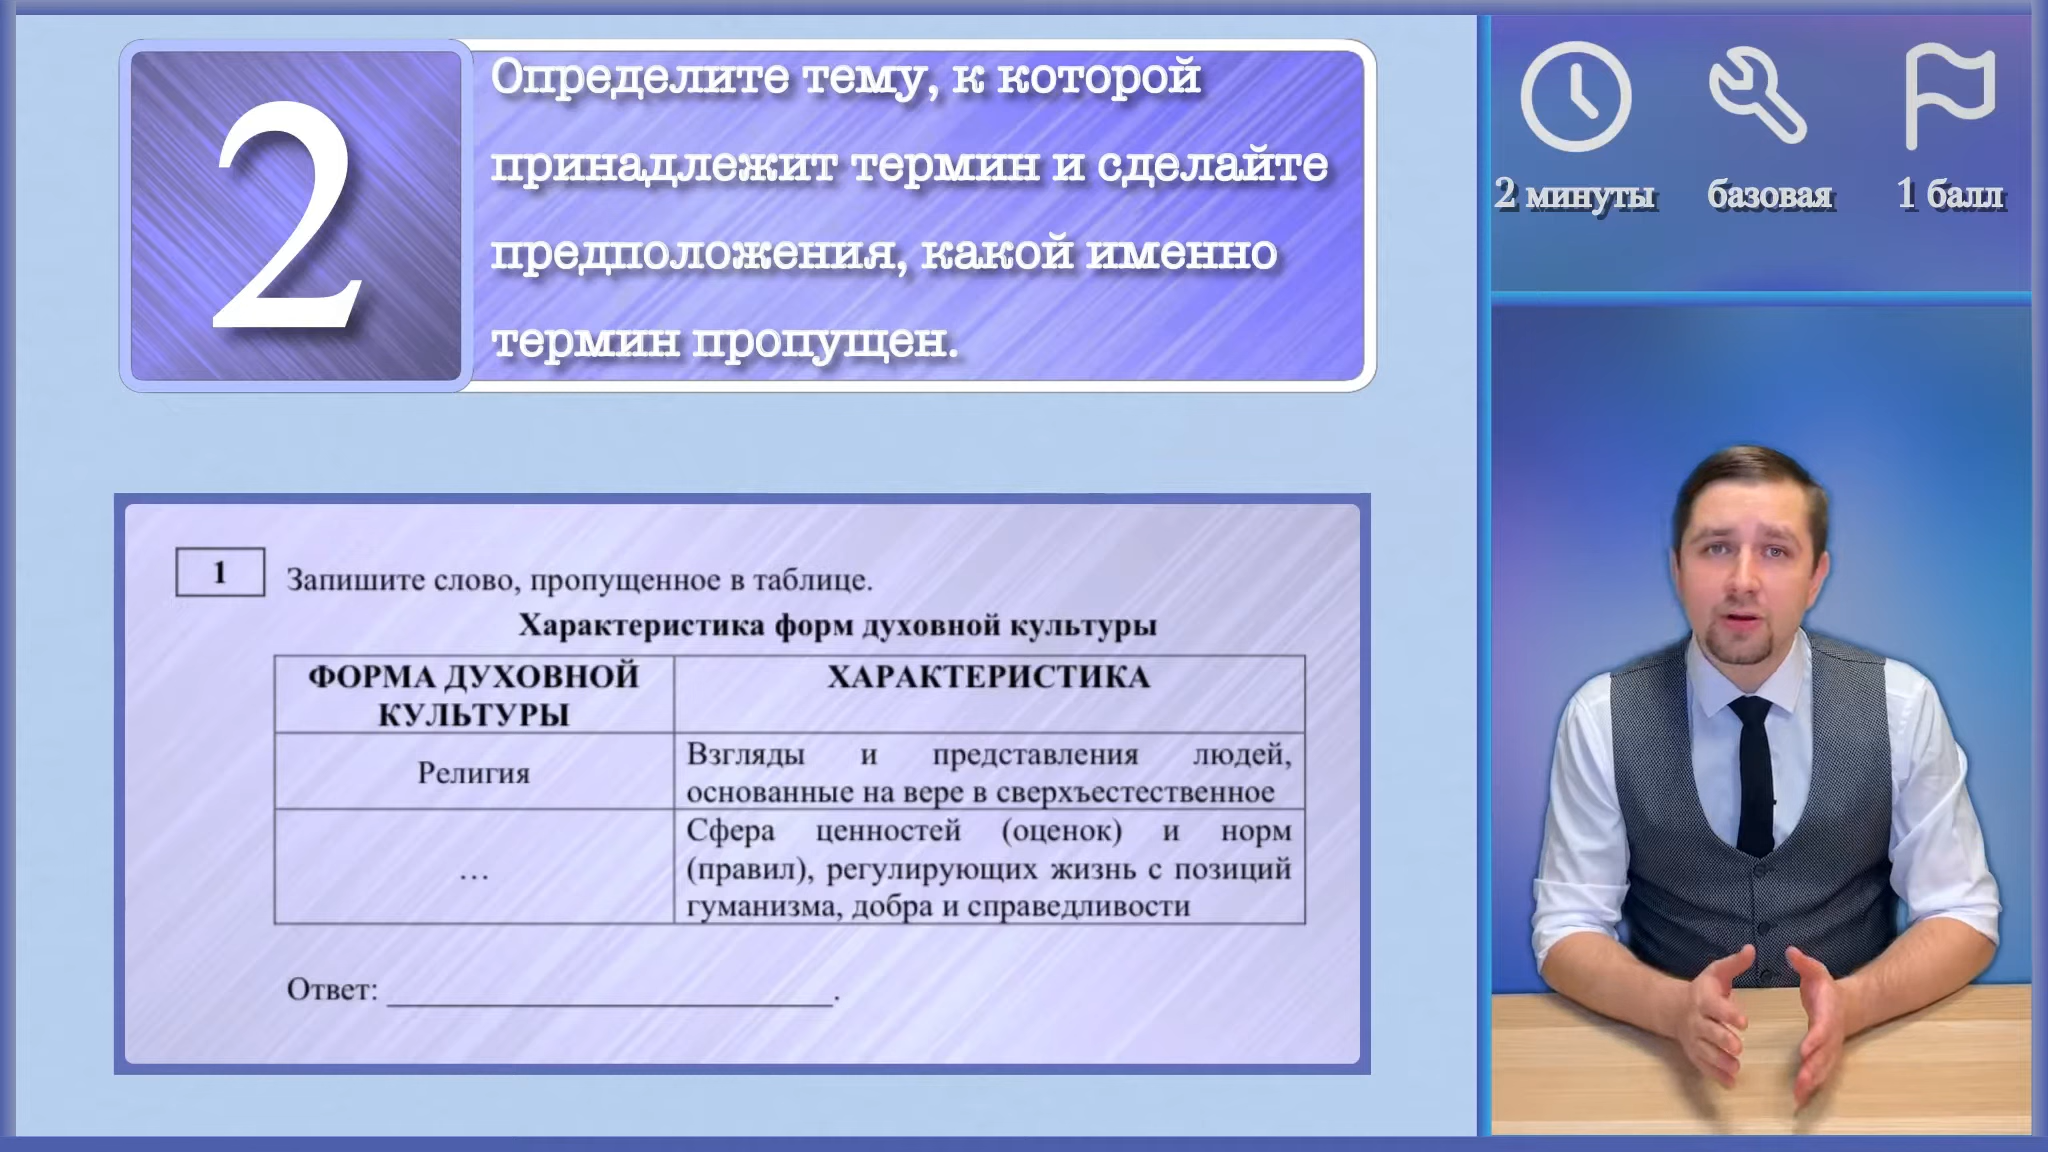 2
Определите тему, к которой
принадлежит термин и сделайте
предположения, какой именно
термин пропущен.
2 минуты
базовая
1 балл
1
Запишите слово, пропущенное в таблице.
Характеристика форм духовной культуры
ФОРМА ДУХОВНОЙ
КУЛЬТУРЫ
ХАРАКТЕРИСТИКА
Религия
Взгляды и представления людей,
основанные на вере в сверхъестественное
...
Сфера ценностей (оценок) и норм
(правил), регулирующих жизнь с позиций
гуманизма, добра и справедливости
Ответ: ____________________________.